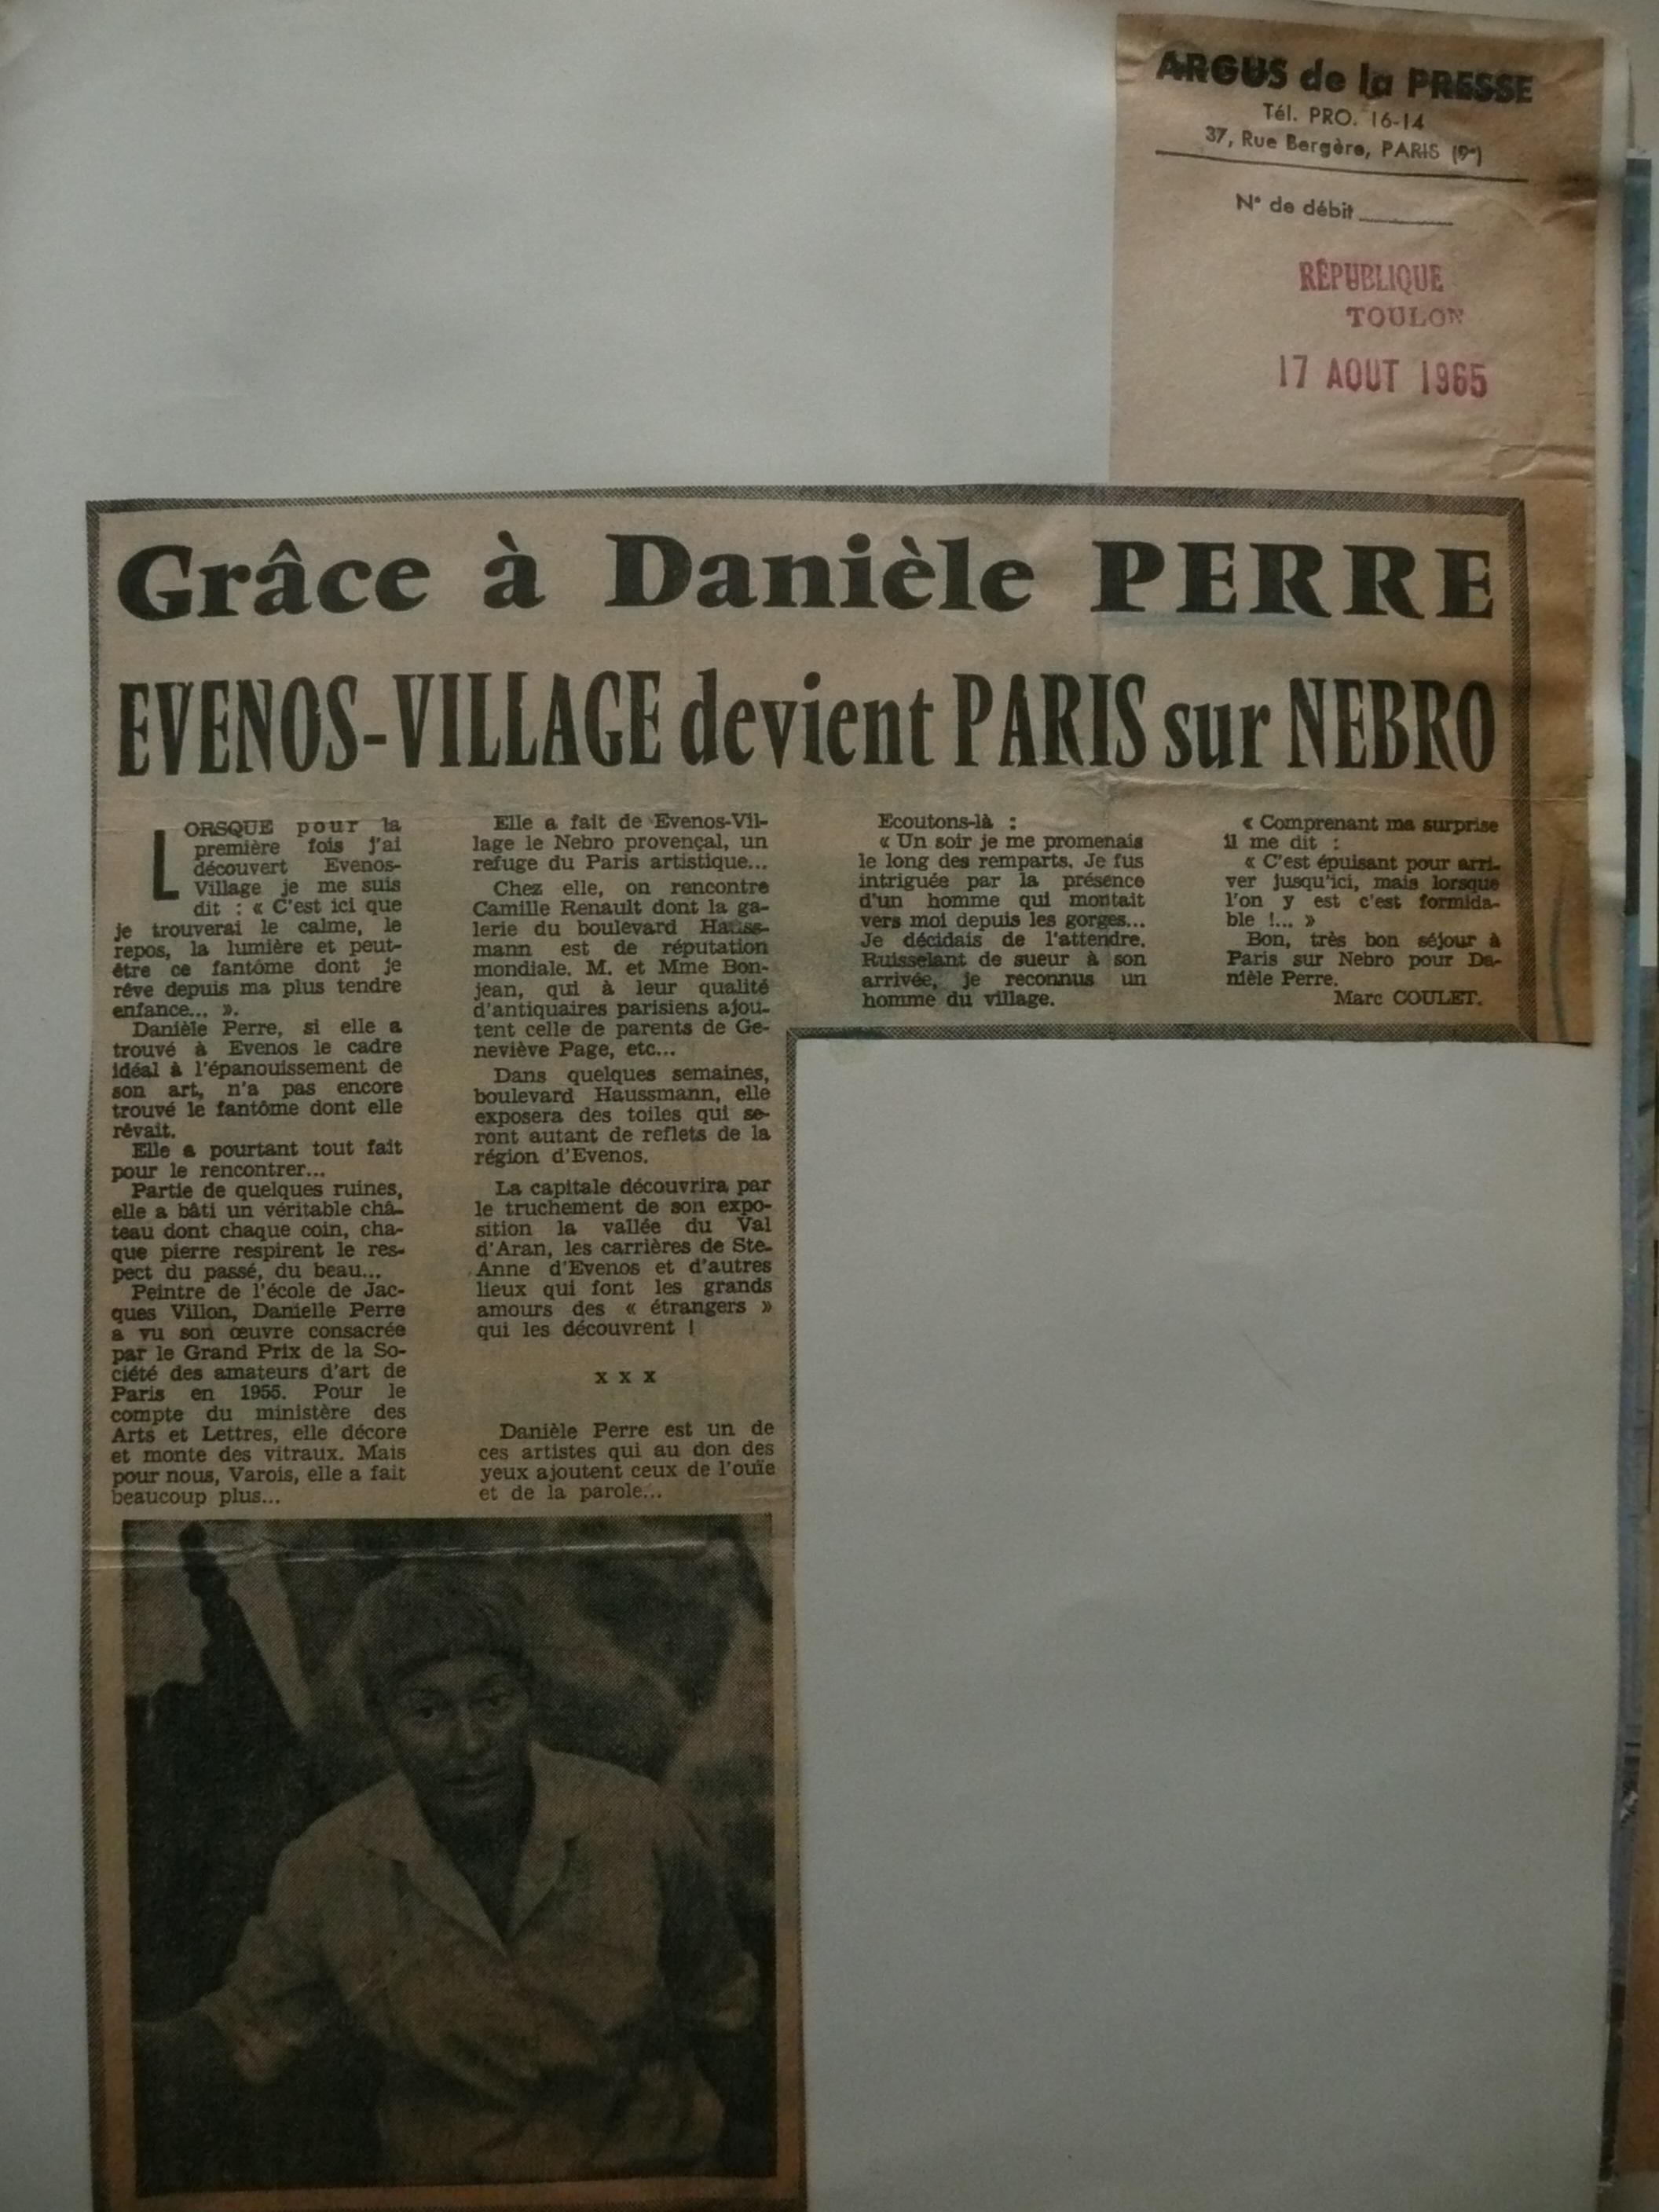 ARGUS de la PRESSE
Tél. PRO. 16-14
37, Rue Bergère, PARIS (9e)
N° de débit
RÉPUBLIQUE
TOULON
17 AOUT 1965
Grâce à Danièle PERRE
EVENOS-VILLAGE devient PARIS sur NEBRO
LORSQUE pour la
première fois j'ai
découvert Evenos-
Village je me suis
dit : « C'est ici que
je trouverai le calme, le
repos, la lumière et peut-
être ce fantôme dont je
rêve depuis ma plus tendre
enfance... ».
Danièle Perre, si elle a
trouvé à Evenos le cadre
idéal à l'épanouissement de
son art, n'a pas encore
trouvé le fantôme dont elle
rêvait.
Elle a pourtant tout fait
pour le rencontrer...
Partie de quelques ruines,
elle a bâti un véritable châ-
teau dont chaque coin, cha-
que pierre respirent le res-
pect du passé, du beau...
Peintre de l'école de Jac-
ques Villon, Danielle Perre
a vu son œuvre consacrée
par le Grand Prix de la So-
ciété des amateurs d'art de
Paris en 1955. Pour le
compte du ministère des
Arts et Lettres, elle décore
et monte des vitraux. Mais
pour nous, Varois, elle a fait
beaucoup plus...
Elle a fait de Evenos-Vil-
lage le Nebro provençal, un
refuge du Paris artistique...
Chez elle, on rencontre
Camille Renault dont la ga-
lerie du boulevard Hauss-
mann est de réputation
mondiale. M. et Mme Bon-
jean, qui à leur qualité
d'antiquaires parisiens ajou-
tent celle de parents de Ge-
neviève Page, etc...
Dans quelques semaines,
boulevard Haussmann, elle
exposera des toiles qui se-
ront autant de reflets de la
région d'Evenos.
La capitale découvrira par
le truchement de son expo-
sition la vallée du Val
d'Aran, les carrières de Ste-
Anne d'Evenos et d'autres
lieux qui font les grands
amours des « étrangers »
qui les découvrent !
x x x
Danièle Perre est un de
ces artistes qui au don des
yeux ajoutent ceux de l'ouïe
et de la parole...
Ecoutons-là :
« Un soir je me promenais
le long des remparts. Je fus
intriguée par la présence
d'un homme qui montait
vers moi depuis les gorges...
Je décidais de l'attendre.
Ruisselant de sueur à son
arrivée, je reconnus un
homme du village.
« Comprenant ma surprise
il me dit :
« C'est épuisant pour arri-
ver jusqu'ici, mais lorsque
l'on y est c'est formida-
ble !... »
Bon, très bon séjour à
Paris sur Nebro pour Da-
nièle Perre.
Marc COULET.